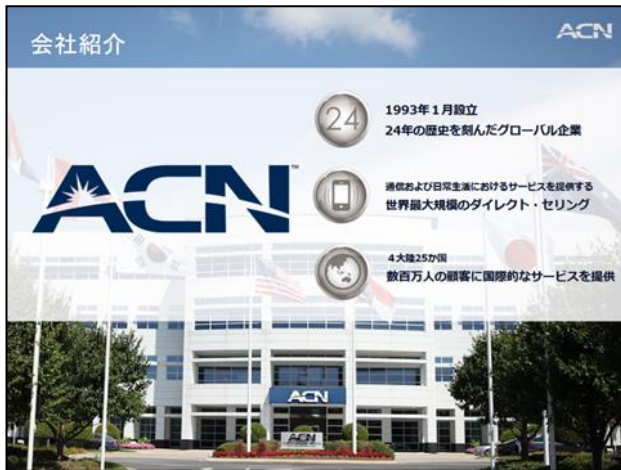 会社紹介
ACN
24
1993年1月設立
24年の歴史を刻んだグローバル企業
ACN™
通信および日常生活におけるサービスを提供する
世界最大規模のダイレクト・セリング
4大陸25か国
数百万人の顧客に国際的なサービスを提供
ACN
ACN